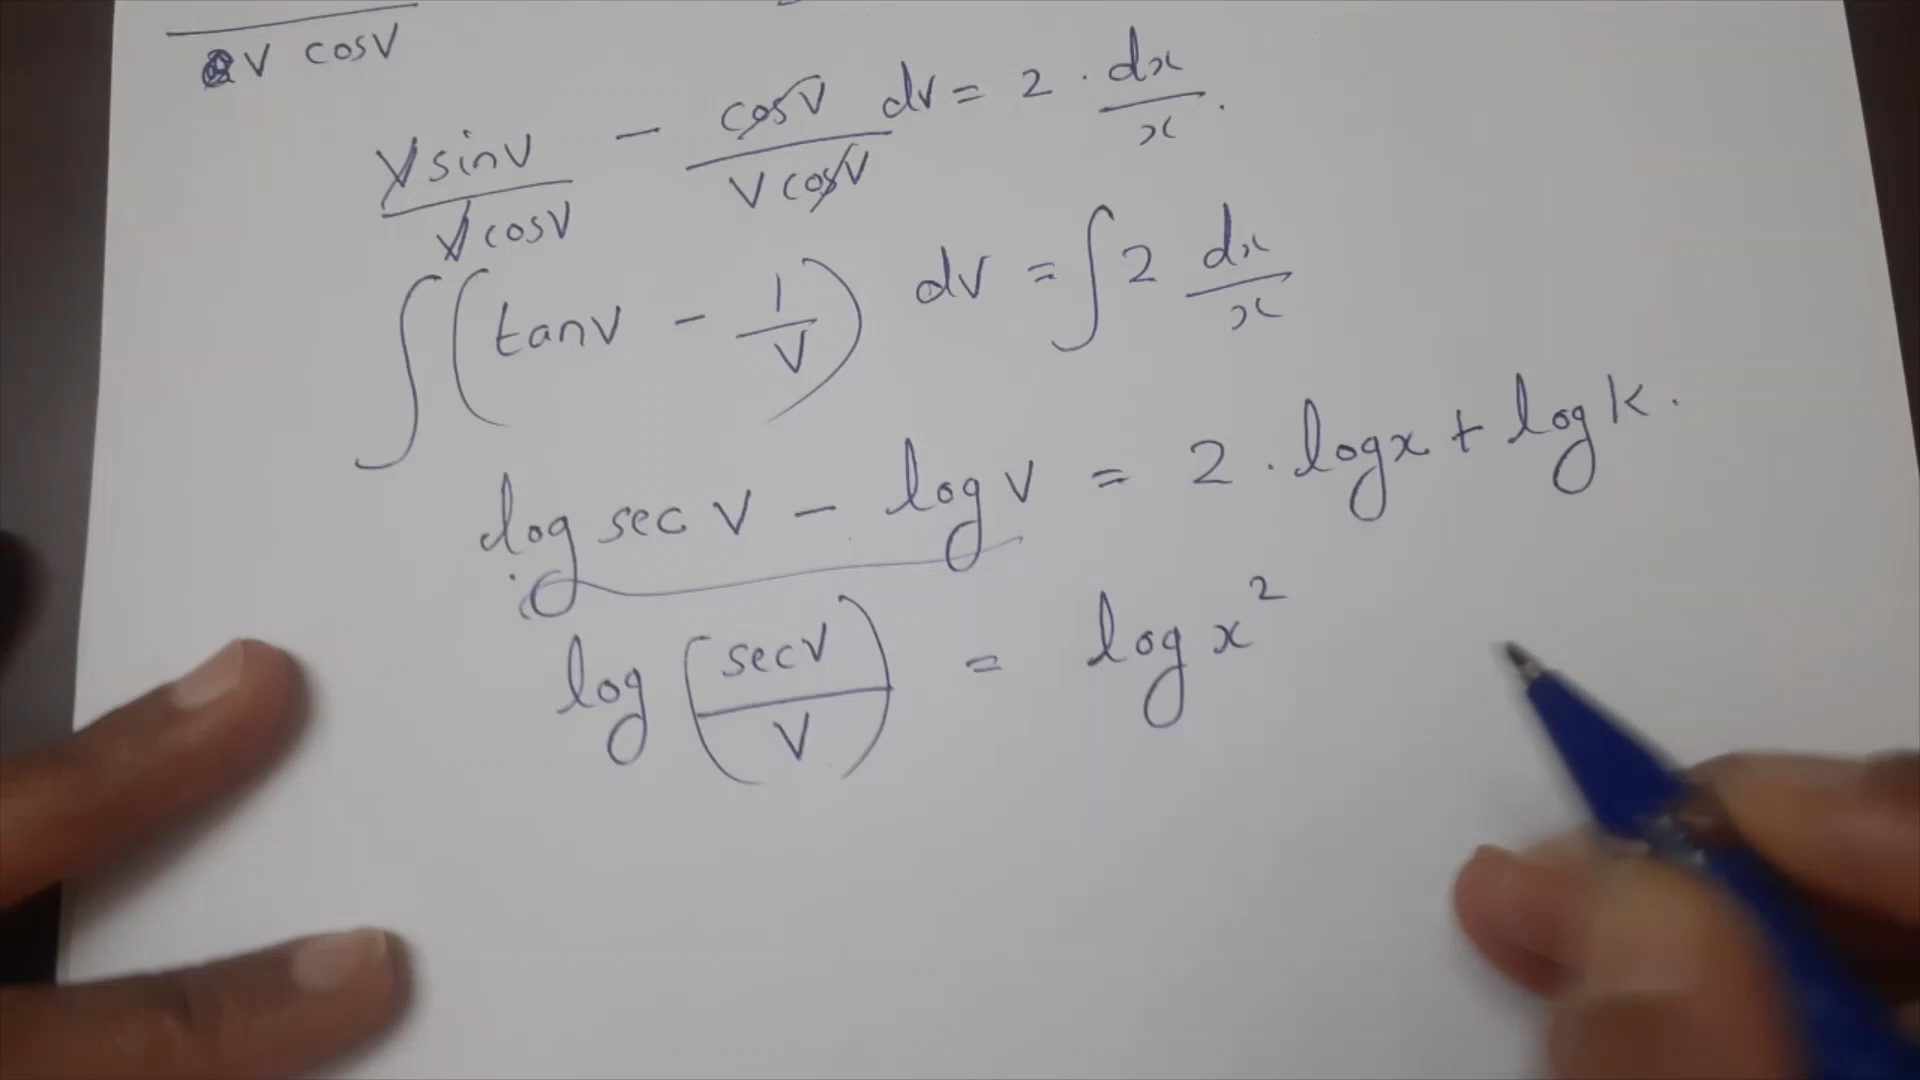 v cosv
v sinv / v cosv − cosv / v cosv dv = 2 · dx / x .
∫ ( tanv − 1 / v ) dv = ∫ 2 dx / x
log sec v − log v = 2 · log x + log k .
log ( sec v / v ) = log x²